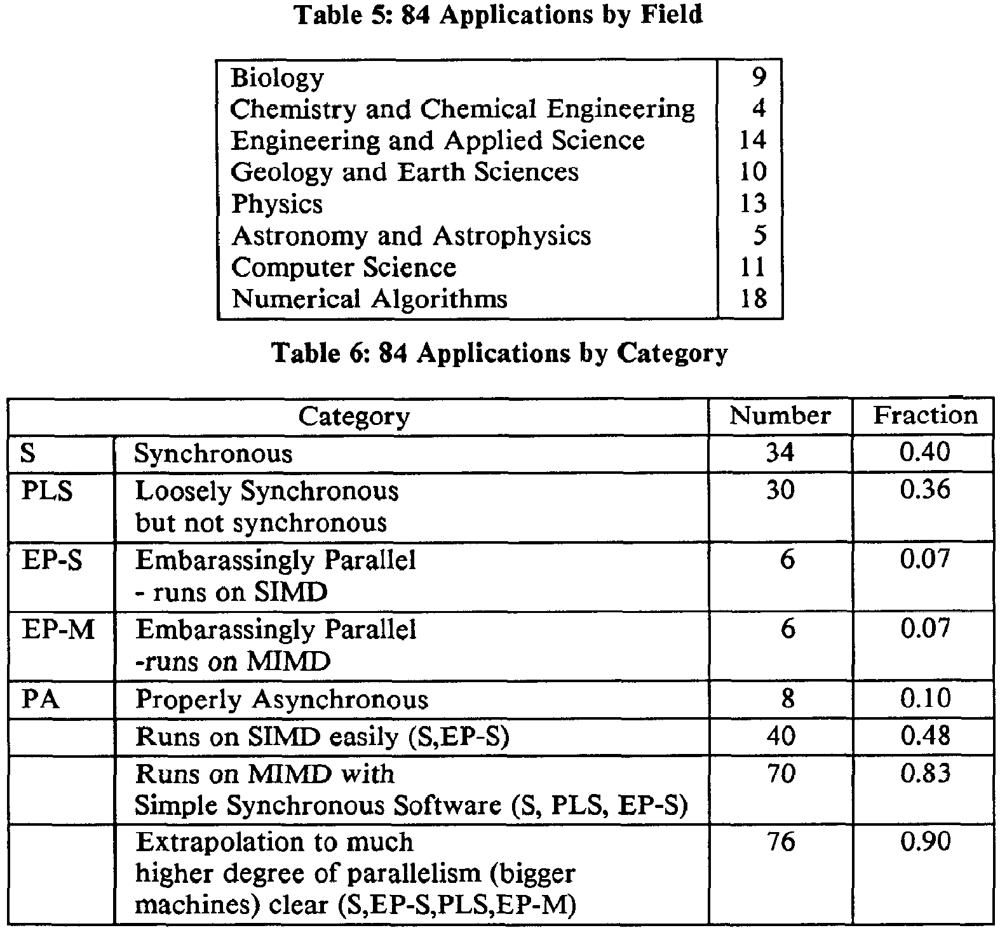 Table 5: 84 Applications by Field
Biology 9
Chemistry and Chemical Engineering 4
Engineering and Applied Science 14
Geology and Earth Sciences 10
Physics 13
Astronomy and Astrophysics 5
Computer Science 11
Numerical Algorithms 18
Table 6: 84 Applications by Category
Category Number Fraction
S Synchronous 34 0.40
PLS Loosely Synchronous 30 0.36
but not synchronous
EP-S Embarassingly Parallel 6 0.07
- runs on SIMD
EP-M Embarassingly Parallel 6 0.07
-runs on MIMD
PA Properly Asynchronous 8 0.10
Runs on SIMD easily (S,EP-S) 40 0.48
Runs on MIMD with 70 0.83
Simple Synchronous Software (S, PLS, EP-S)
Extrapolation to much 76 0.90
higher degree of parallelism (bigger
machines) clear (S,EP-S,PLS,EP-M)